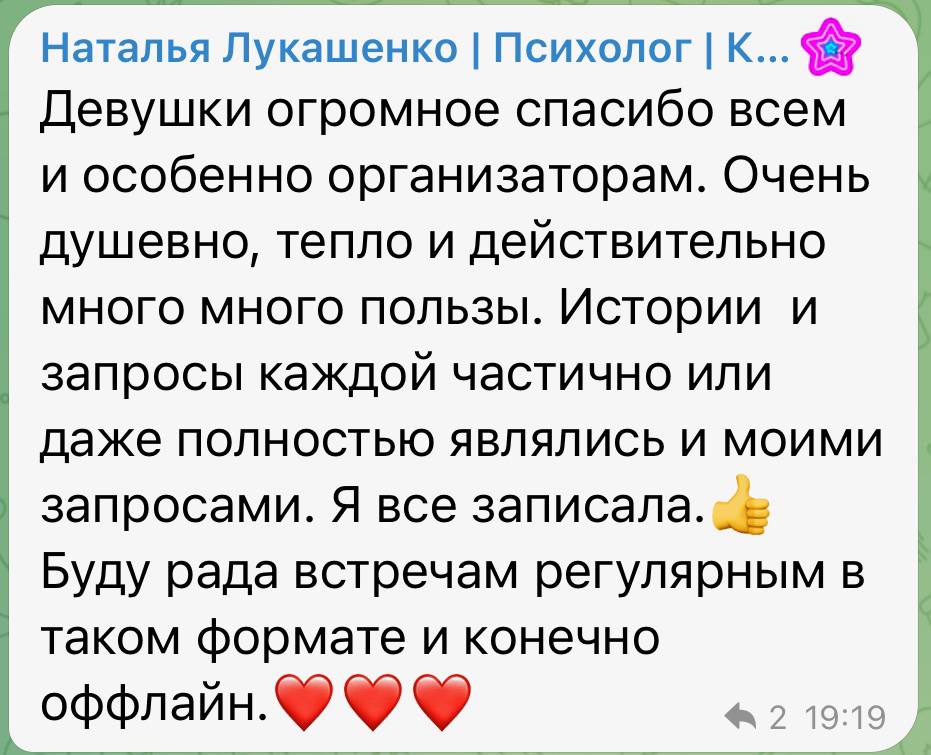 Наталья Лукашенко | Психолог | К...
Девушки огромное спасибо всем
и особенно организаторам. Очень
душевно, тепло и действительно
много много пользы. Истории  и
запросы каждой частично или
даже полностью являлись и моими
запросами. Я все записала.👍
Буду рада встречам регулярным в
таком формате и конечно
оффлайн.❤️❤️❤️
2 19:19